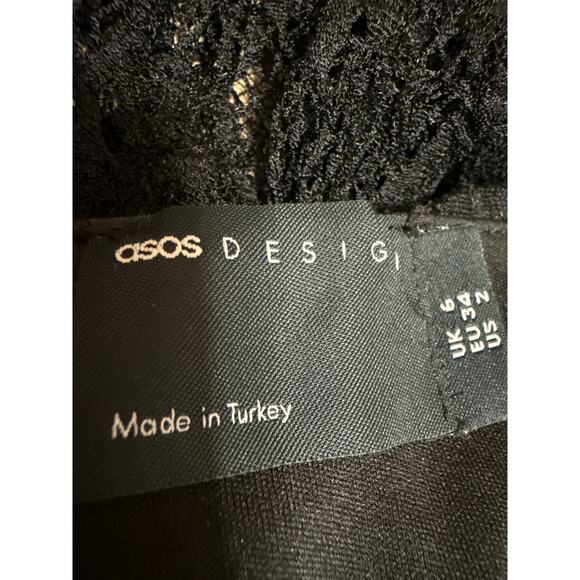 asos DESIG
Made in Turkey
UK 6
EU 34
US 2